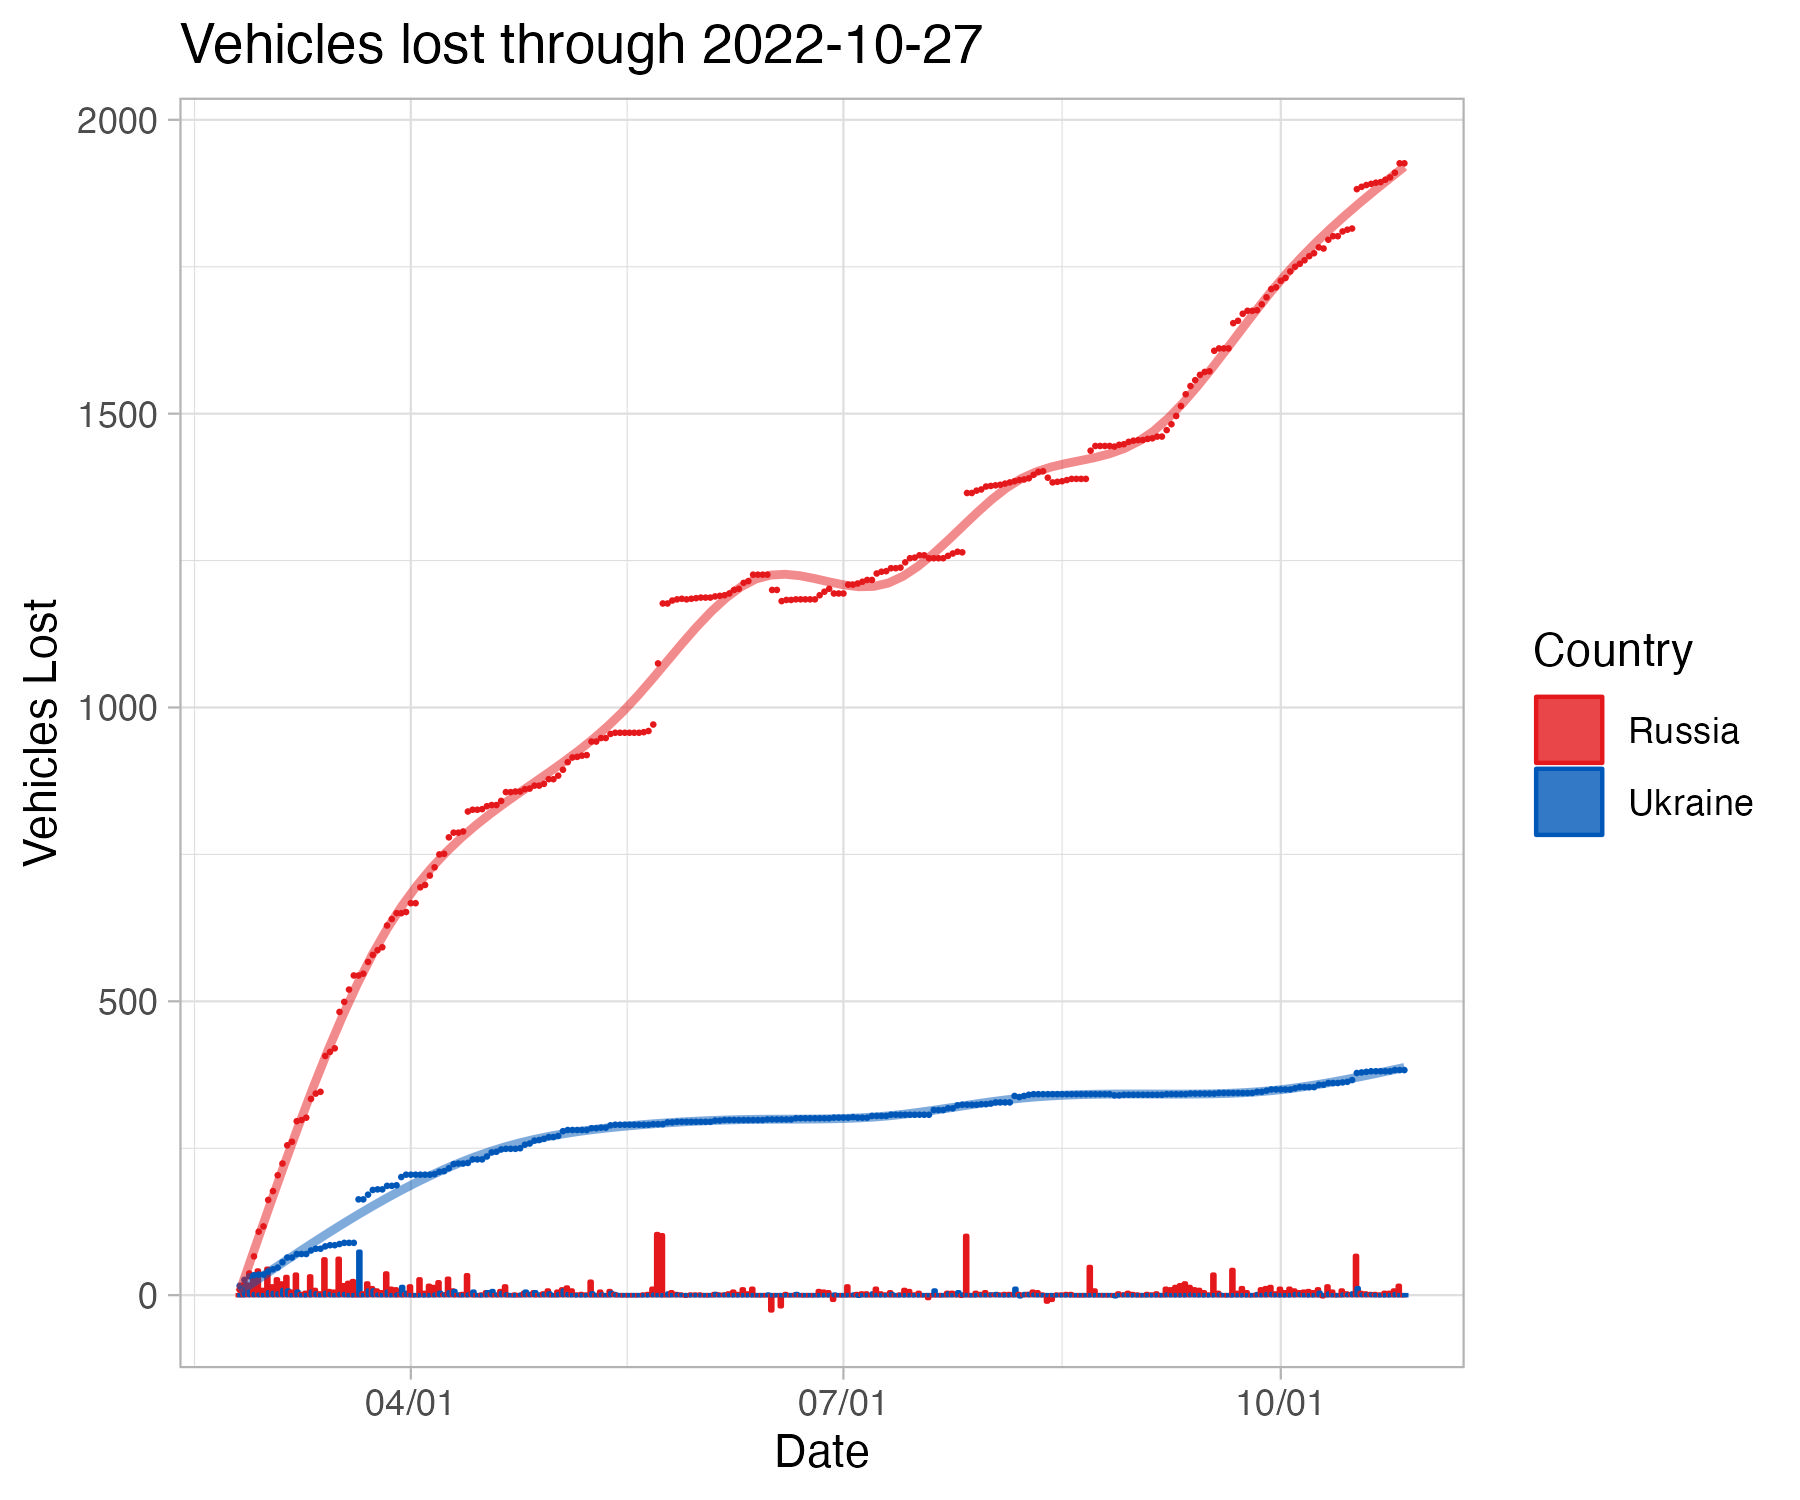 Vehicles lost through 2022-10-27
2000
1500
1000
500
0
Vehicles Lost
04/01
07/01
10/01
Date
Country
Russia
Ukraine